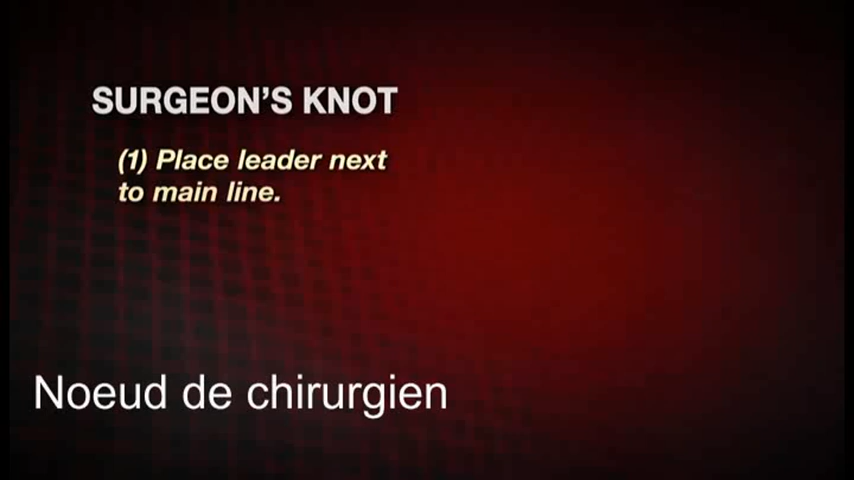 SURGEON'S KNOT
(1) Place leader next
to main line.
Noeud de chirurgien